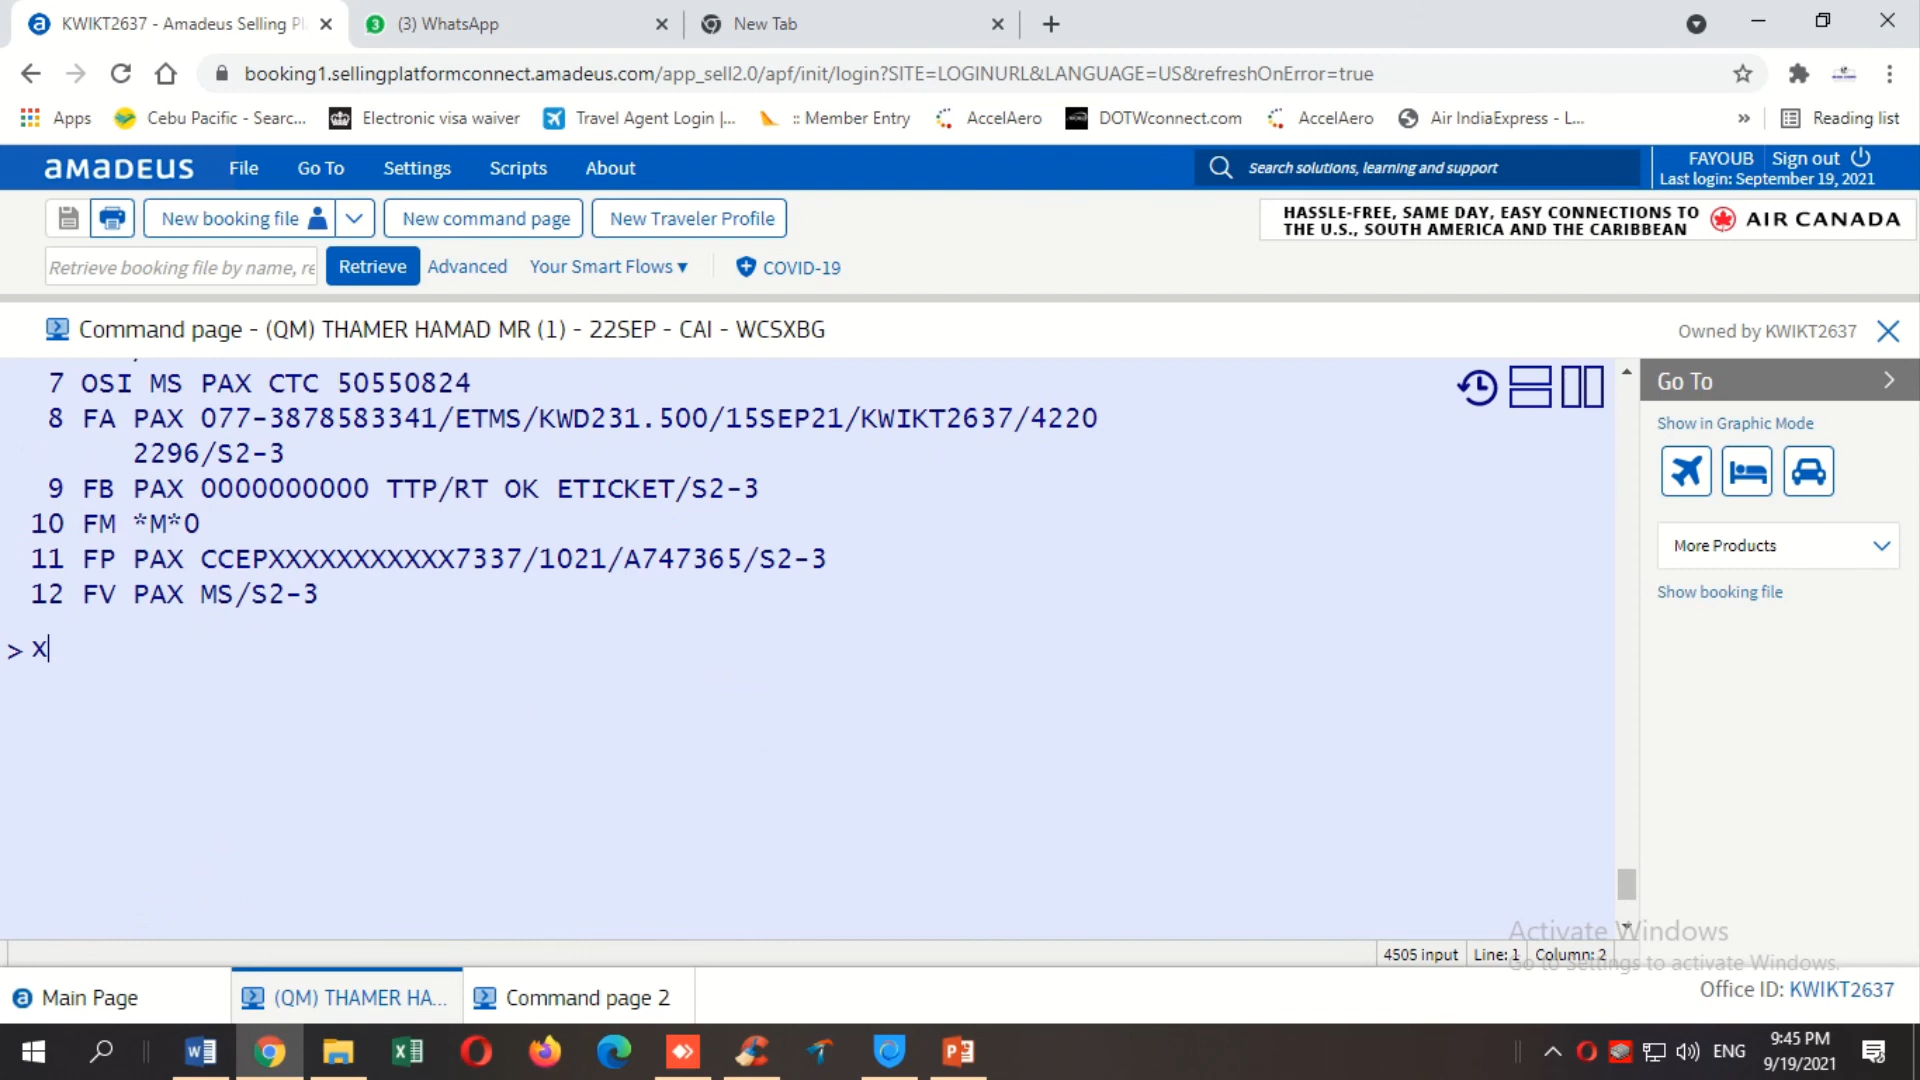 KWIKT2637 - Amadeus Selling Pl
3 (3) WhatsApp
New Tab
booking1.sellingplatformconnect.amadeus.com/app_sell2.0/apf/init/login?SITE=LOGINURL&LANGUAGE=US&refreshOnError=true
Apps Cebu Pacific - Searc... Electronic visa waiver Travel Agent Login |... :: Member Entry AccelAero DOTWconnect.com AccelAero Air IndiaExpress - L... » Reading list
amadeus File Go To Settings Scripts About Search solutions, learning and support FAYOUB Sign out
Last login: September 19, 2021
New booking file New command page New Traveler Profile
HASSLE-FREE, SAME DAY, EASY CONNECTIONS TO
THE U.S., SOUTH AMERICA AND THE CARIBBEAN
AIR CANADA
Retrieve booking file by name, re Retrieve Advanced Your Smart Flows COVID-19
Command page - (QM) THAMER HAMAD MR (1) - 22SEP - CAI - WCSXBG Owned by KWIKT2637
7 OSI MS PAX CTC 50550824
8 FA PAX 077-3878583341/ETMS/KWD231.500/15SEP21/KWIKT2637/4220
2296/S2-3
9 FB PAX 0000000000 TTP/RT OK ETICKET/S2-3
10 FM *M*0
11 FP PAX CCEPXXXXXXXXXXX7337/1021/A747365/S2-3
12 FV PAX MS/S2-3
> X
Go To
Show in Graphic Mode
More Products
Show booking file
Activate Windows
Go to Settings to activate Windows.
4505 input Line: 1 Column: 2
Main Page (QM) THAMER HA... Command page 2
Office ID: KWIKT2637
ENG
9:45 PM
9/19/2021